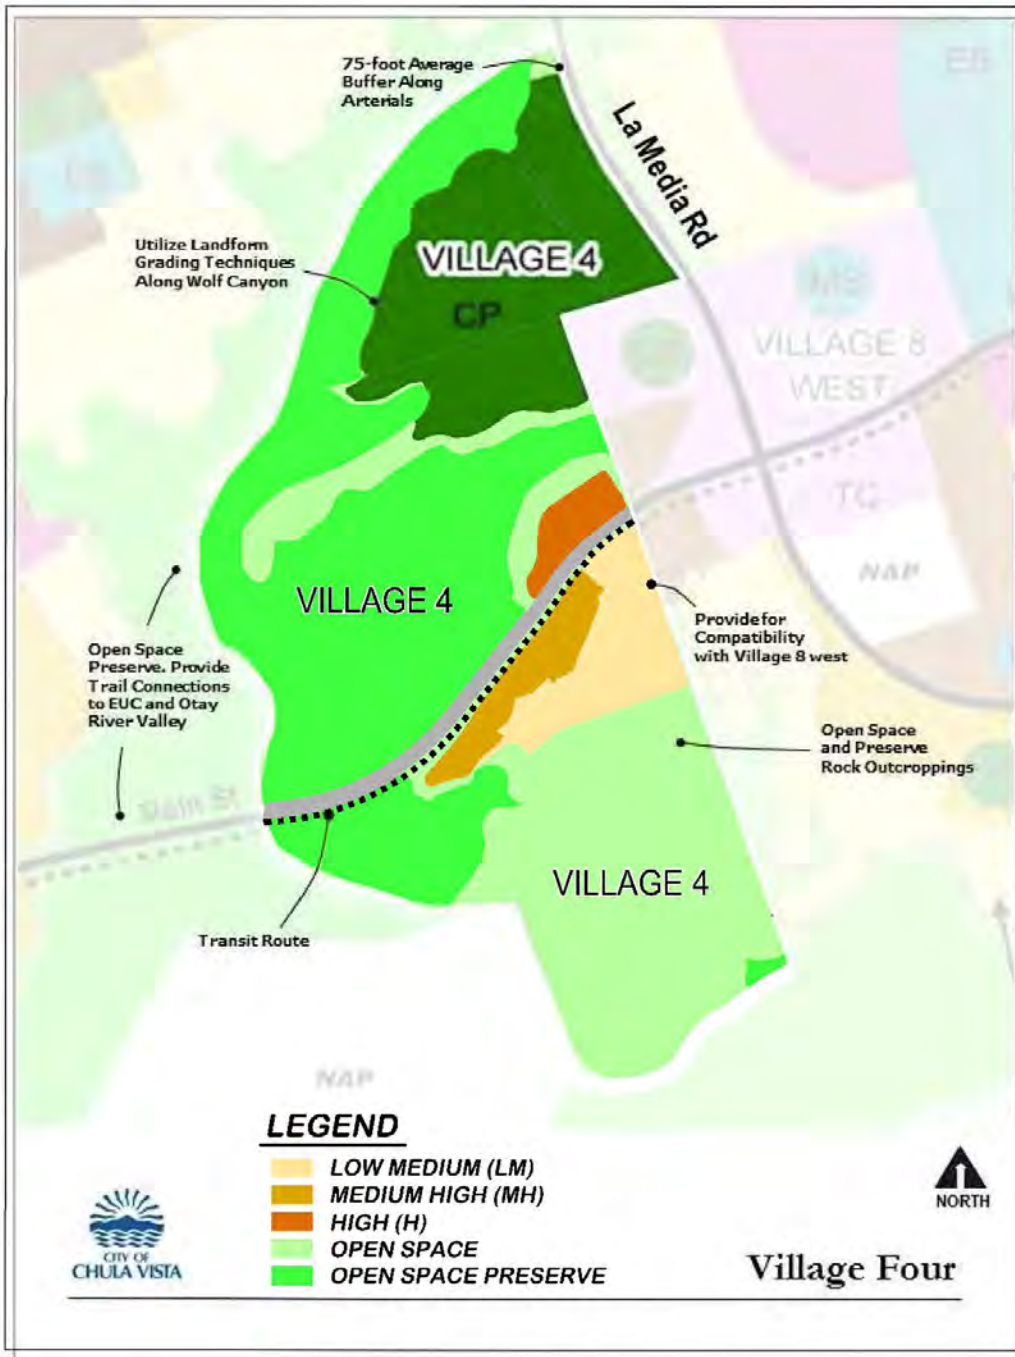 75-foot Average
Buffer Along
Arterials
La Media Rd
Utilize Landform
Grading Techniques
Along Wolf Canyon
VILLAGE 4
CP
MS
VILLAGE 8
WEST
TC
NAP
VILLAGE 4
Provide for
Compatibility
with Village 8 west
Open Space
Preserve. Provide
Trail Connections
to EUC and Otay
River Valley
Open Space
and Preserve
Rock Outcroppings
Main St
VILLAGE 4
Transit Route
NAP
LEGEND
LOW MEDIUM (LM)
MEDIUM HIGH (MH)
HIGH (H)
OPEN SPACE
OPEN SPACE PRESERVE
CITY OF
CHULA VISTA
NORTH
Village Four